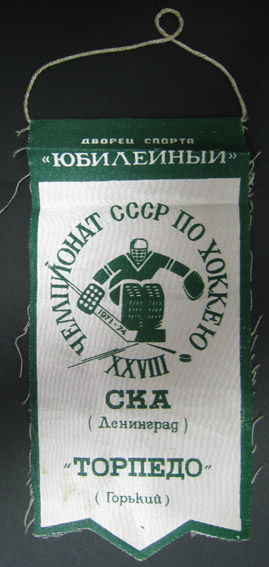 ДВОРЕЦ СПОРТА
«ЮБИЛЕЙНЫЙ»
ЧЕМПИОНАТ СССР ПО ХОККЕЮ
1973-74
XXVIII
СКА
(Ленинград)
"ТОРПЕДО"
(Горький)